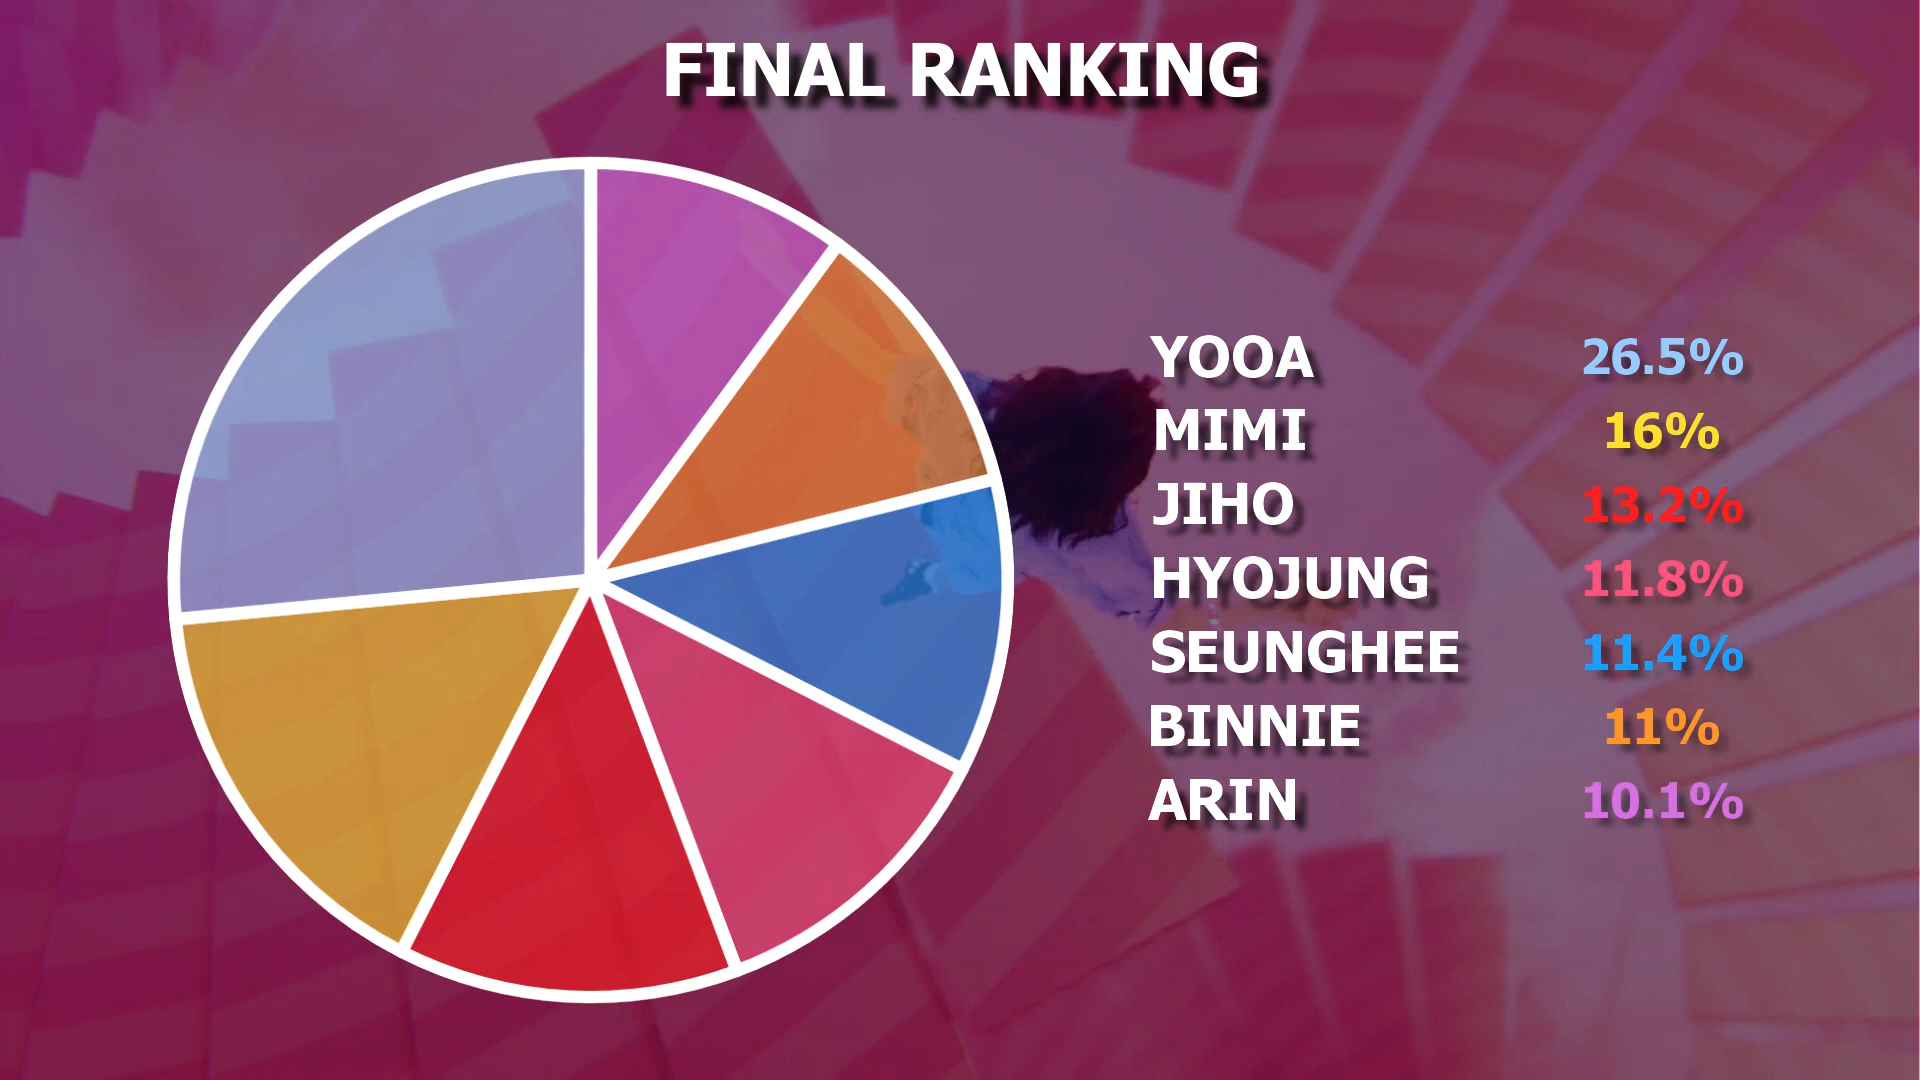 FINAL RANKING
YOOA 26.5%
MIMI 16%
JIHO 13.2%
HYOJUNG 11.8%
SEUNGHEE 11.4%
BINNIE 11%
ARIN 10.1%